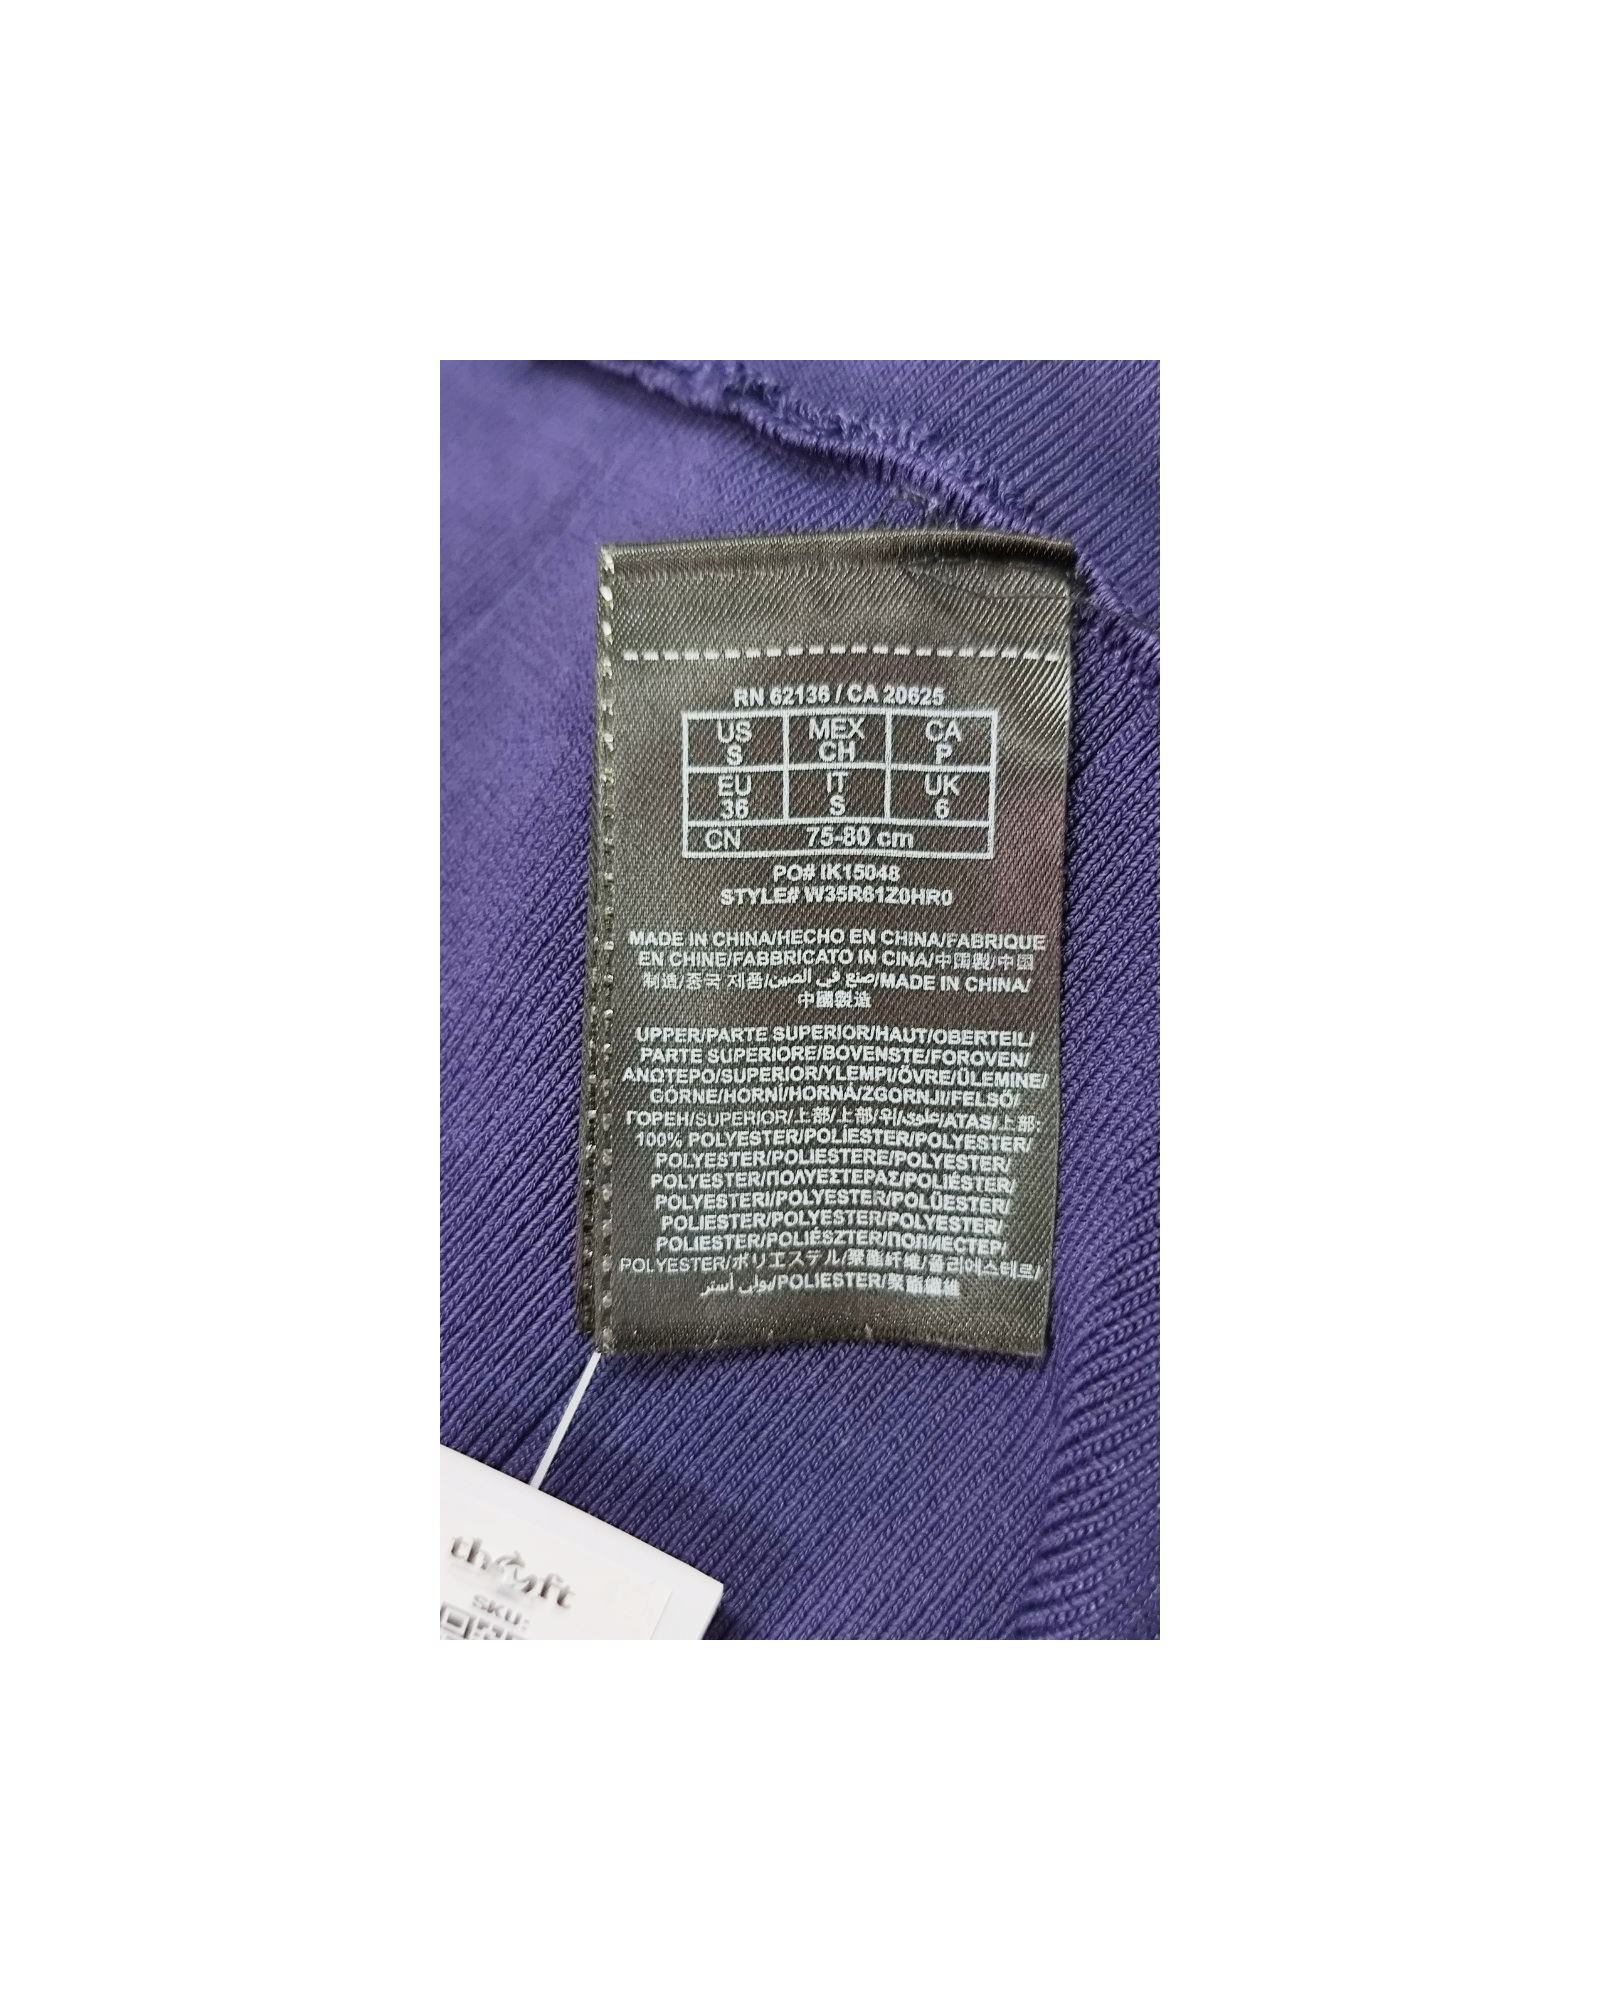 RN 62136 / CA 20625
US MEX CA
S CH P
EU IT UK
36 S 6
CN 75-80 cm
PO# IK15048
STYLE# W35R61Z0HR0
MADE IN CHINA/HECHO EN CHINA/FABRIQUE
EN CHINE/FABBRICATO IN CINA/中国製/中国
制造/중국 제품/صنع في الصين/MADE IN CHINA/
中國製造
UPPER/PARTE SUPERIOR/HAUT/OBERTEIL/
PARTE SUPERIORE/BOVENSTE/FOROVEN/
ΑΝΩΤΕΡΟ/SUPERIOR/YLEMPI/ÖVRE/ÜLEMINE/
GÓRNE/HORNÍ/HORNÁ/ZGORNJI/FELSŐ/
ГОРЕН/SUPERIOR/上部/上部/위/علوي/ATAS/上部
100% POLYESTER/POLÍESTER/POLYESTER/
POLYESTER/POLIESTERE/POLYESTER/
POLYESTER/ΠΟΛΥΕΣΤΕΡΑΣ/POLIÉSTER/
POLYESTERI/POLYESTER/POLÜESTER/
POLIESTER/POLYESTER/POLYESTER/
POLIESTER/POLIÉSZTER/ПОЛИЕСТЕР/
POLYESTER/ポリエステル/聚酯纤维/폴리에스테르/
بولي أستر/POLIESTER/聚酯纖維
thryft
SKU: